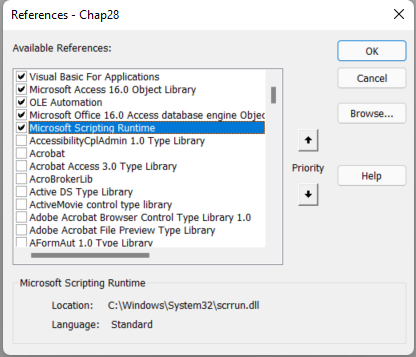 References - Chap28
Available References:
OK
Visual Basic For Applications
Microsoft Access 16.0 Object Library
Cancel
OLE Automation
Microsoft Office 16.0 Access database engine Objec
Browse...
Microsoft Scripting Runtime
AccessibilityCplAdmin 1.0 Type Library
Acrobat
Acrobat Access 3.0 Type Library
Priority
AcroBrokerLib
Help
Active DS Type Library
ActiveMovie control type library
Adobe Acrobat Browser Control Type Library 1.0
Adobe Acrobat File Preview Type Library
AFormAut 1.0 Type Library
Microsoft Scripting Runtime
Location: C:\Windows\System32\scrrun.dll
Language: Standard